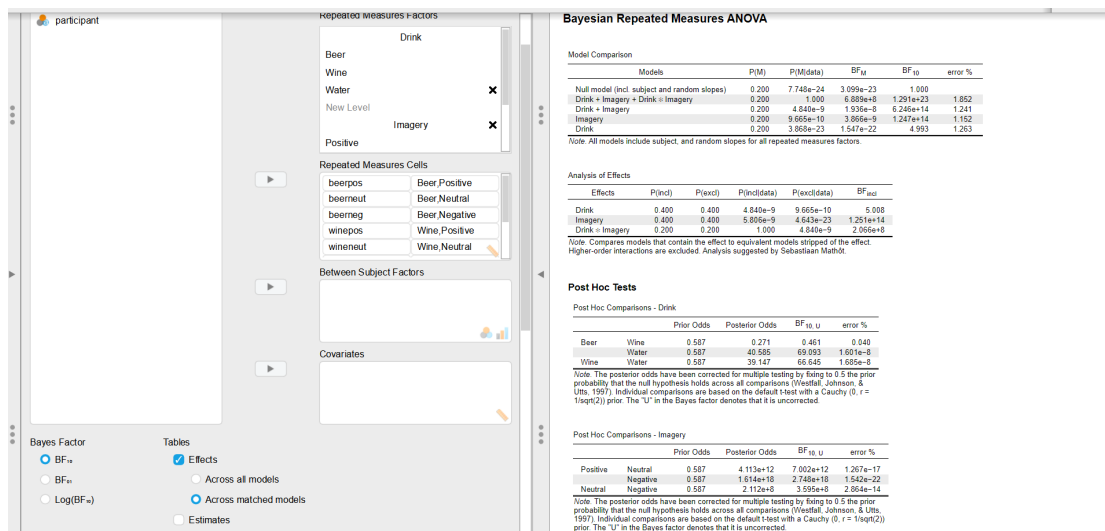 participant
Repeated Measures Factors
Drink
Beer
Wine
Water
New Level
Imagery
Positive
Repeated Measures Cells
beerpos Beer,Positive
beerneut Beer,Neutral
beerneg Beer,Negative
winepos Wine,Positive
wineneut Wine,Neutral
Between Subject Factors
Covariates
Bayes Factor
BF₁₀
BF₀₁
Log(BF₁₀)
Tables
Effects
Across all models
Across matched models
Estimates
Bayesian Repeated Measures ANOVA
Model Comparison
Models P(M) P(M|data) BF M BF 10 error %
Null model (incl. subject and random slopes) 0.200 7.748e−24 3.099e−23 1.000
Drink + Imagery + Drink ✻ Imagery 0.200 1.000 6.889e+8 1.291e+23 1.852
Drink + Imagery 0.200 4.840e−9 1.936e−8 6.246e+14 1.241
Imagery 0.200 9.665e−10 3.866e−9 1.247e+14 1.152
Drink 0.200 3.868e−23 1.547e−22 4.993 1.263
Note. All models include subject, and random slopes for all repeated measures factors.
Analysis of Effects
Effects P(incl) P(excl) P(incl|data) P(excl|data) BF incl
Drink 0.400 0.400 4.840e−9 9.665e−10 5.008
Imagery 0.400 0.400 5.806e−9 4.643e−23 1.251e+14
Drink ✻ Imagery 0.200 0.200 1.000 4.840e−9 2.066e+8
Note. Compares models that contain the effect to equivalent models stripped of the effect.
Higher-order interactions are excluded. Analysis suggested by Sebastiaan Mathôt.
Post Hoc Tests
Post Hoc Comparisons - Drink
Prior Odds Posterior Odds BF 10, U error %
Beer Wine 0.587 0.271 0.461 0.040
Water 0.587 40.585 69.093 1.601e−8
Wine Water 0.587 39.147 66.645 1.685e−8
Note. The posterior odds have been corrected for multiple testing by fixing to 0.5 the prior
probability that the null hypothesis holds across all comparisons (Westfall, Johnson, &
Utts, 1997). Individual comparisons are based on the default t-test with a Cauchy (0, r =
1/sqrt(2)) prior. The "U" in the Bayes factor denotes that it is uncorrected.
Post Hoc Comparisons - Imagery
Prior Odds Posterior Odds BF 10, U error %
Positive Neutral 0.587 4.113e+12 7.002e+12 1.267e−17
Negative 0.587 1.614e+18 2.748e+18 1.542e−22
Neutral Negative 0.587 2.112e+8 3.595e+8 2.864e−14
Note. The posterior odds have been corrected for multiple testing by fixing to 0.5 the prior
probability that the null hypothesis holds across all comparisons (Westfall, Johnson, & Utts,
1997). Individual comparisons are based on the default t-test with a Cauchy (0, r = 1/sqrt(2))
prior. The "U" in the Bayes factor denotes that it is uncorrected.